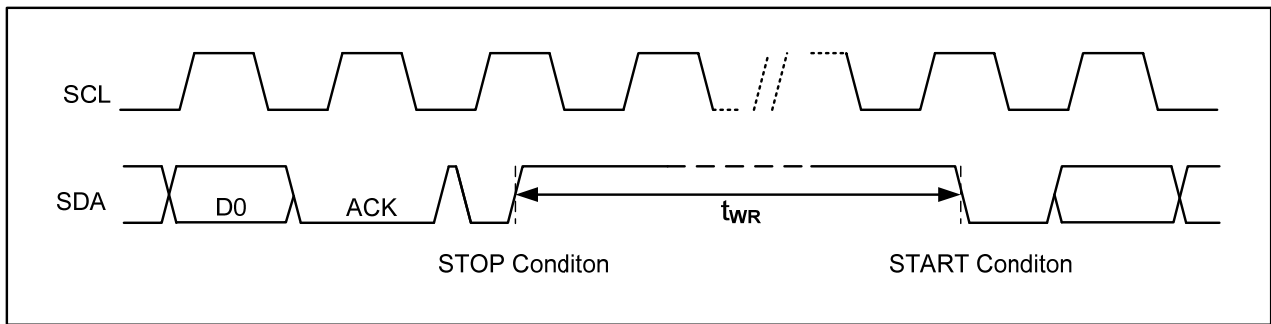 SCL
SDA
D0
ACK
tWR
STOP Conditon
START Conditon